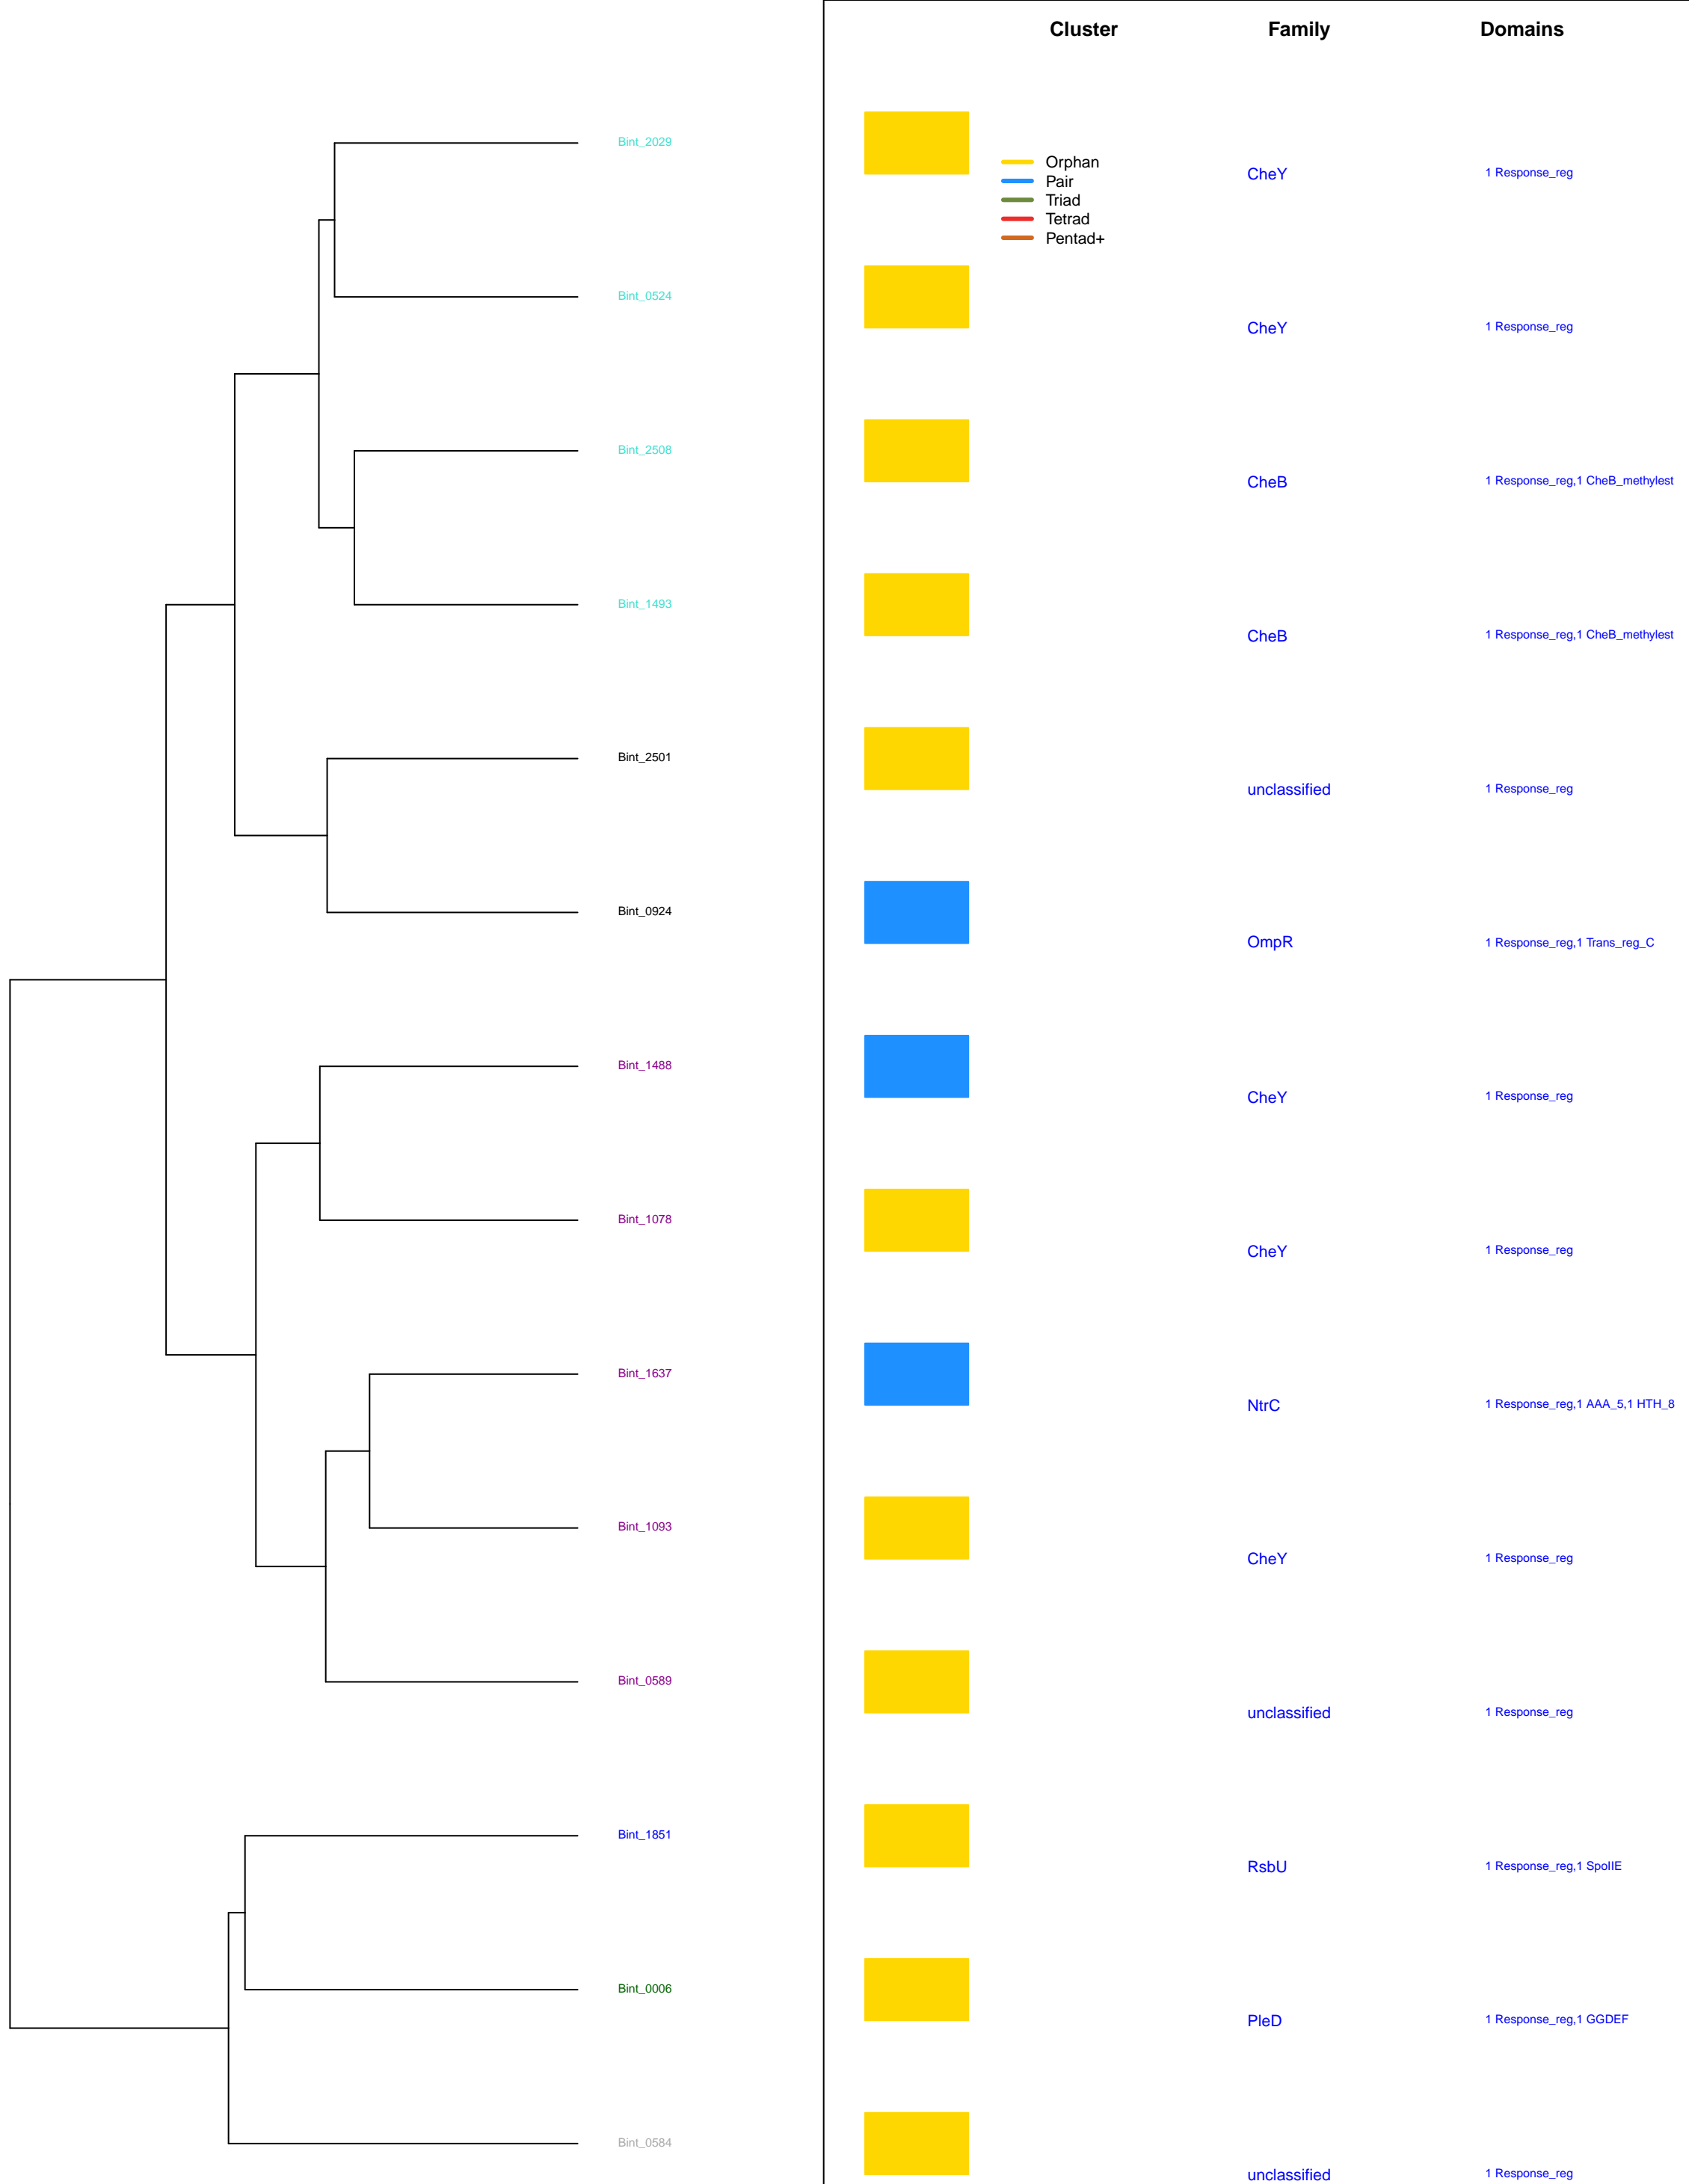 Cluster Family Domains
Bint_2029
Orphan
Pair
Triad
Tetrad
Pentad+
CheY 1 Response_reg
Bint_0524
CheY 1 Response_reg
Bint_2508
CheB 1 Response_reg,1 CheB_methylest
Bint_1493
CheB 1 Response_reg,1 CheB_methylest
Bint_2501
unclassified 1 Response_reg
Bint_0924
OmpR 1 Response_reg,1 Trans_reg_C
Bint_1488
CheY 1 Response_reg
Bint_1078
CheY 1 Response_reg
Bint_1637
NtrC 1 Response_reg,1 AAA_5,1 HTH_8
Bint_1093
CheY 1 Response_reg
Bint_0589
unclassified 1 Response_reg
Bint_1851
RsbU 1 Response_reg,1 SpoIIE
Bint_0006
PleD 1 Response_reg,1 GGDEF
Bint_0584
unclassified 1 Response_reg